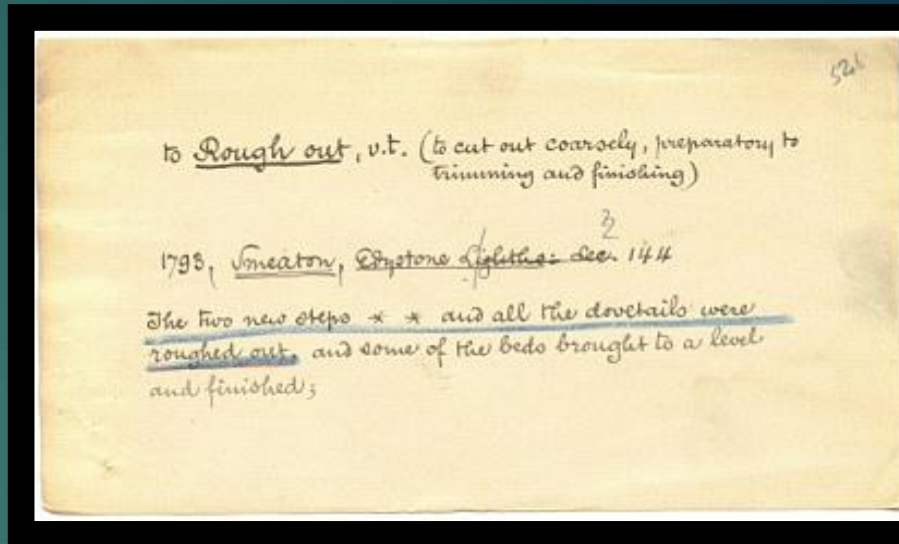 526
to Rough out, v.t. (to cut out coarsely, preparatory to
trimming and finishing)
1793, Smeaton, Edystone Lightho: Sec. 144
The two new steps * * and all the dovetails were
roughed out, and some of the beds brought to a level
and finished;